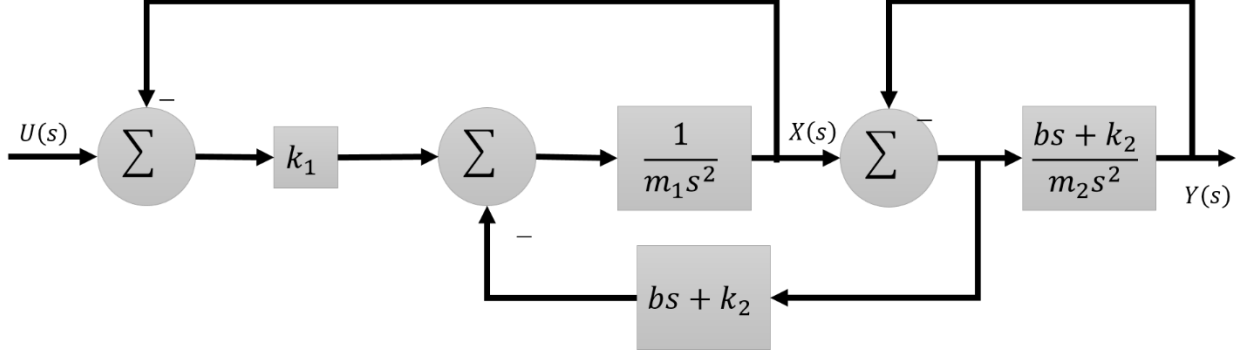 −
−
U(s)
∑
k₁
∑
1
m₁s²
X(s)
∑
bs + k₂
m₂s²
Y(s)
−
bs + k₂